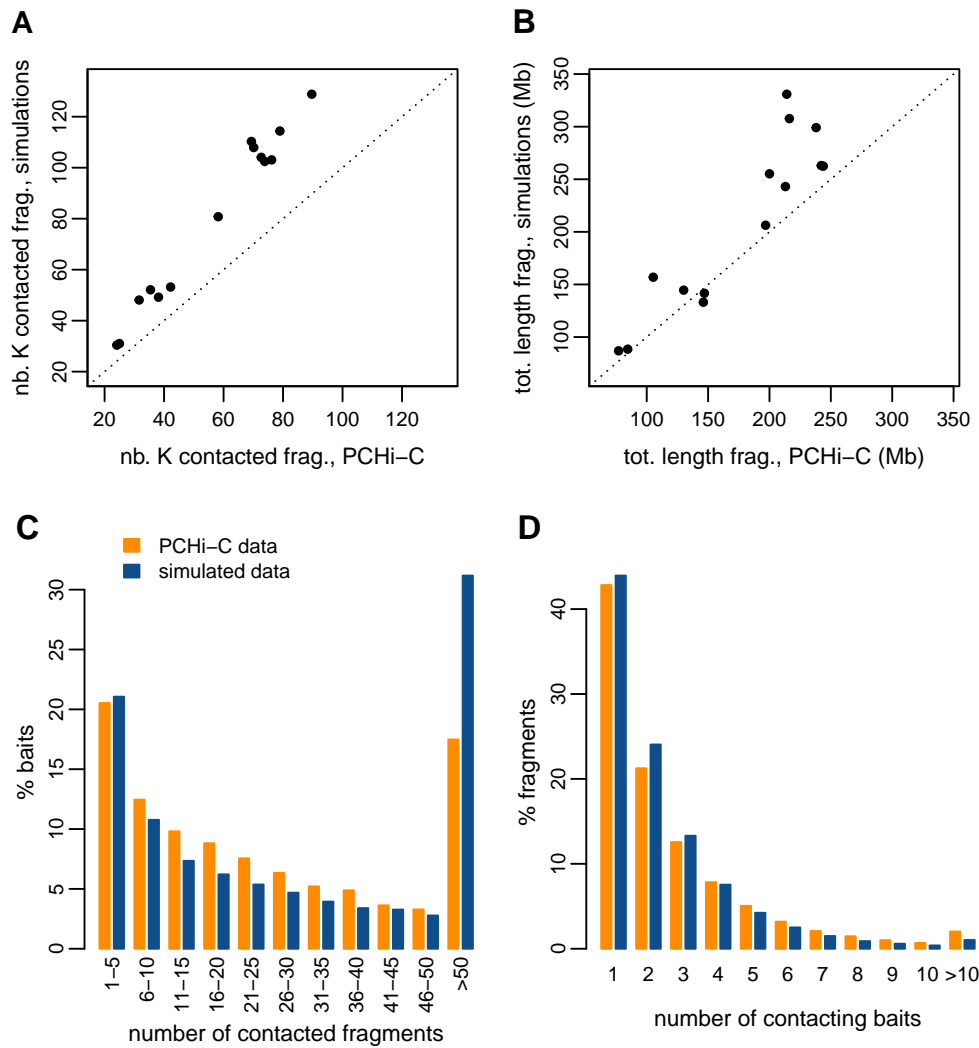 A
nb. K contacted frag., simulations
20 40 60 80 100 120
20 40 60 80 100 120
nb. K contacted frag., PCHi−C
B
tot. length frag., simulations (Mb)
100 150 200 250 300 350
100 150 200 250 300 350
tot. length frag., PCHi−C (Mb)
C
PCHi−C data
simulated data
% baits
0 5 10 15 20 25 30
1−5 6−10 11−15 16−20 21−25 26−30 31−35 36−40 41−45 46−50 >50
number of contacted fragments
D
% fragments
0 10 20 30 40
1 2 3 4 5 6 7 8 9 10 >10
number of contacting baits